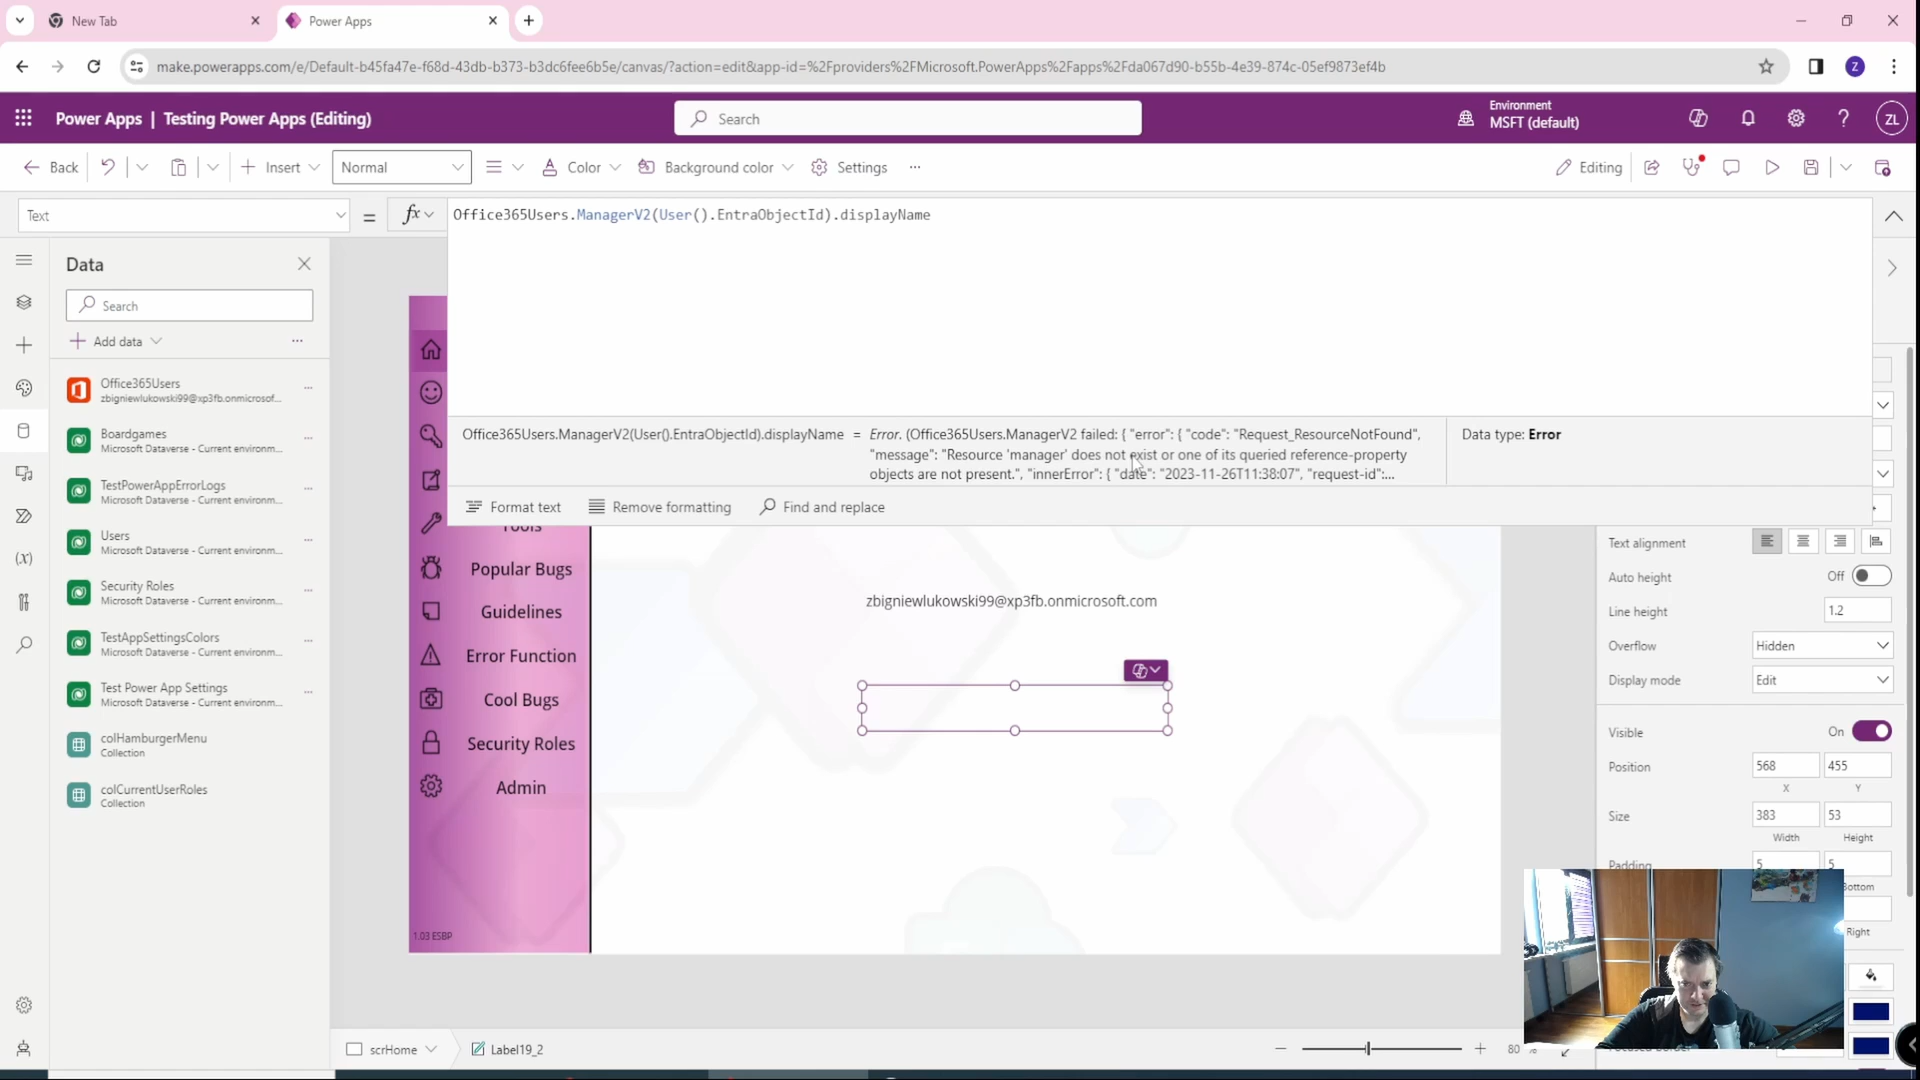 New Tab
Power Apps
make.powerapps.com/e/Default-b45fa47e-f68d-43db-b373-b3dc6fee6b5e/canvas/?action=edit&app-id=%2Fproviders%2FMicrosoft.PowerApps%2Fapps%2Fda067d90-b55b-4e39-874c-05ef9873ef4b
Z
Power Apps | Testing Power Apps (Editing)
Search
Environment
MSFT (default)
ZL
Back
Insert
Normal
Color
Background color
Settings
Editing
Text
=
fx
Office365Users.ManagerV2(User().EntraObjectId).displayName
Data
Search
Add data
Office365Users
zbigniewlukowski99@xp3fb.onmicrosof...
Boardgames
Microsoft Dataverse - Current environm...
TestPowerAppErrorLogs
Microsoft Dataverse - Current environm...
Users
Microsoft Dataverse - Current environm...
Security Roles
Microsoft Dataverse - Current environm...
TestAppSettingsColors
Microsoft Dataverse - Current environm...
Test Power App Settings
Microsoft Dataverse - Current environm...
colHamburgerMenu
Collection
colCurrentUserRoles
Collection
Office365Users.ManagerV2(User().EntraObjectId).displayName = Error. (Office365Users.ManagerV2 failed: { "error": { "code": "Request_ResourceNotFound",
"message": "Resource 'manager' does not exist or one of its queried reference-property
objects are not present.", "innerError": { "date": "2023-11-26T11:38:07", "request-id":...
Data type: Error
Format text
Remove formatting
Find and replace
Tools
Popular Bugs
Guidelines
Error Function
Cool Bugs
Security Roles
Admin
1.03 ESBP
zbigniewlukowski99@xp3fb.onmicrosoft.com
Text alignment
Auto height
Off
Line height
1.2
Overflow
Hidden
Display mode
Edit
Visible
On
Position
568
455
X
Y
Size
383
53
Width
Height
Padding
5
5
Bottom
Right
scrHome
Label19_2
80 %